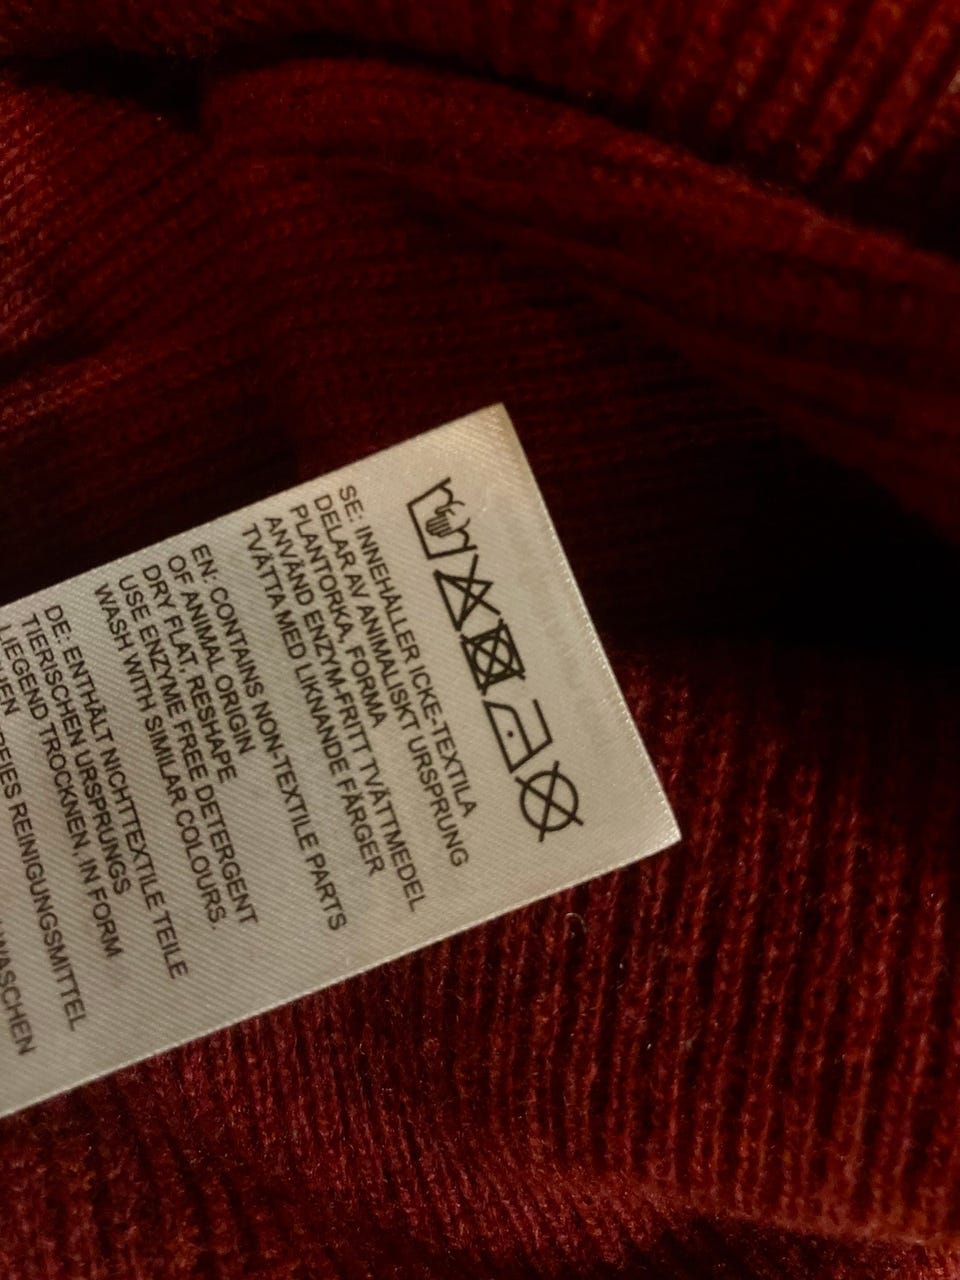 SE: INNEHÅLLER ICKE-TEXTILA
DELAR AV ANIMALISKT URSPRUNG
PLANTORKA, FORMA
ANVÄND ENZYM-FRITT TVÄTTMEDEL
TVÄTTA MED LIKNANDE FÄRGER
EN: CONTAINS NON-TEXTILE PARTS
OF ANIMAL ORIGIN
DRY FLAT. RESHAPE
USE ENZYME FREE DETERGENT
WASH WITH SIMILAR COLOURS.
DE: ENTHÄLT NICHTTEXTILE TEILE
TIERISCHEN URSPRUNGS
LIEGEND TROCKNEN. IN FORM
REINIGUNGSMITTEL
WASCHEN